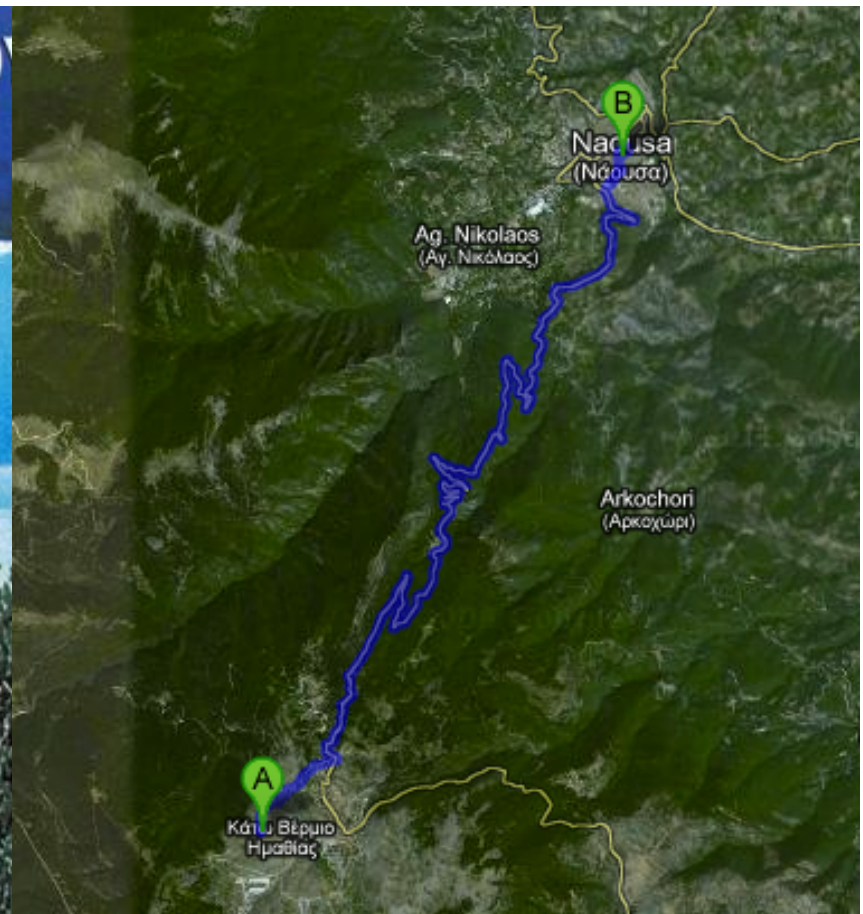 B
Naousa
(Νάουσα)
Ag. Nikolaos
(Αγ. Νικόλαος)
Arkochori
(Αρκοχώρι)
A
Κάτω Βέρμιο
Ημαθίας